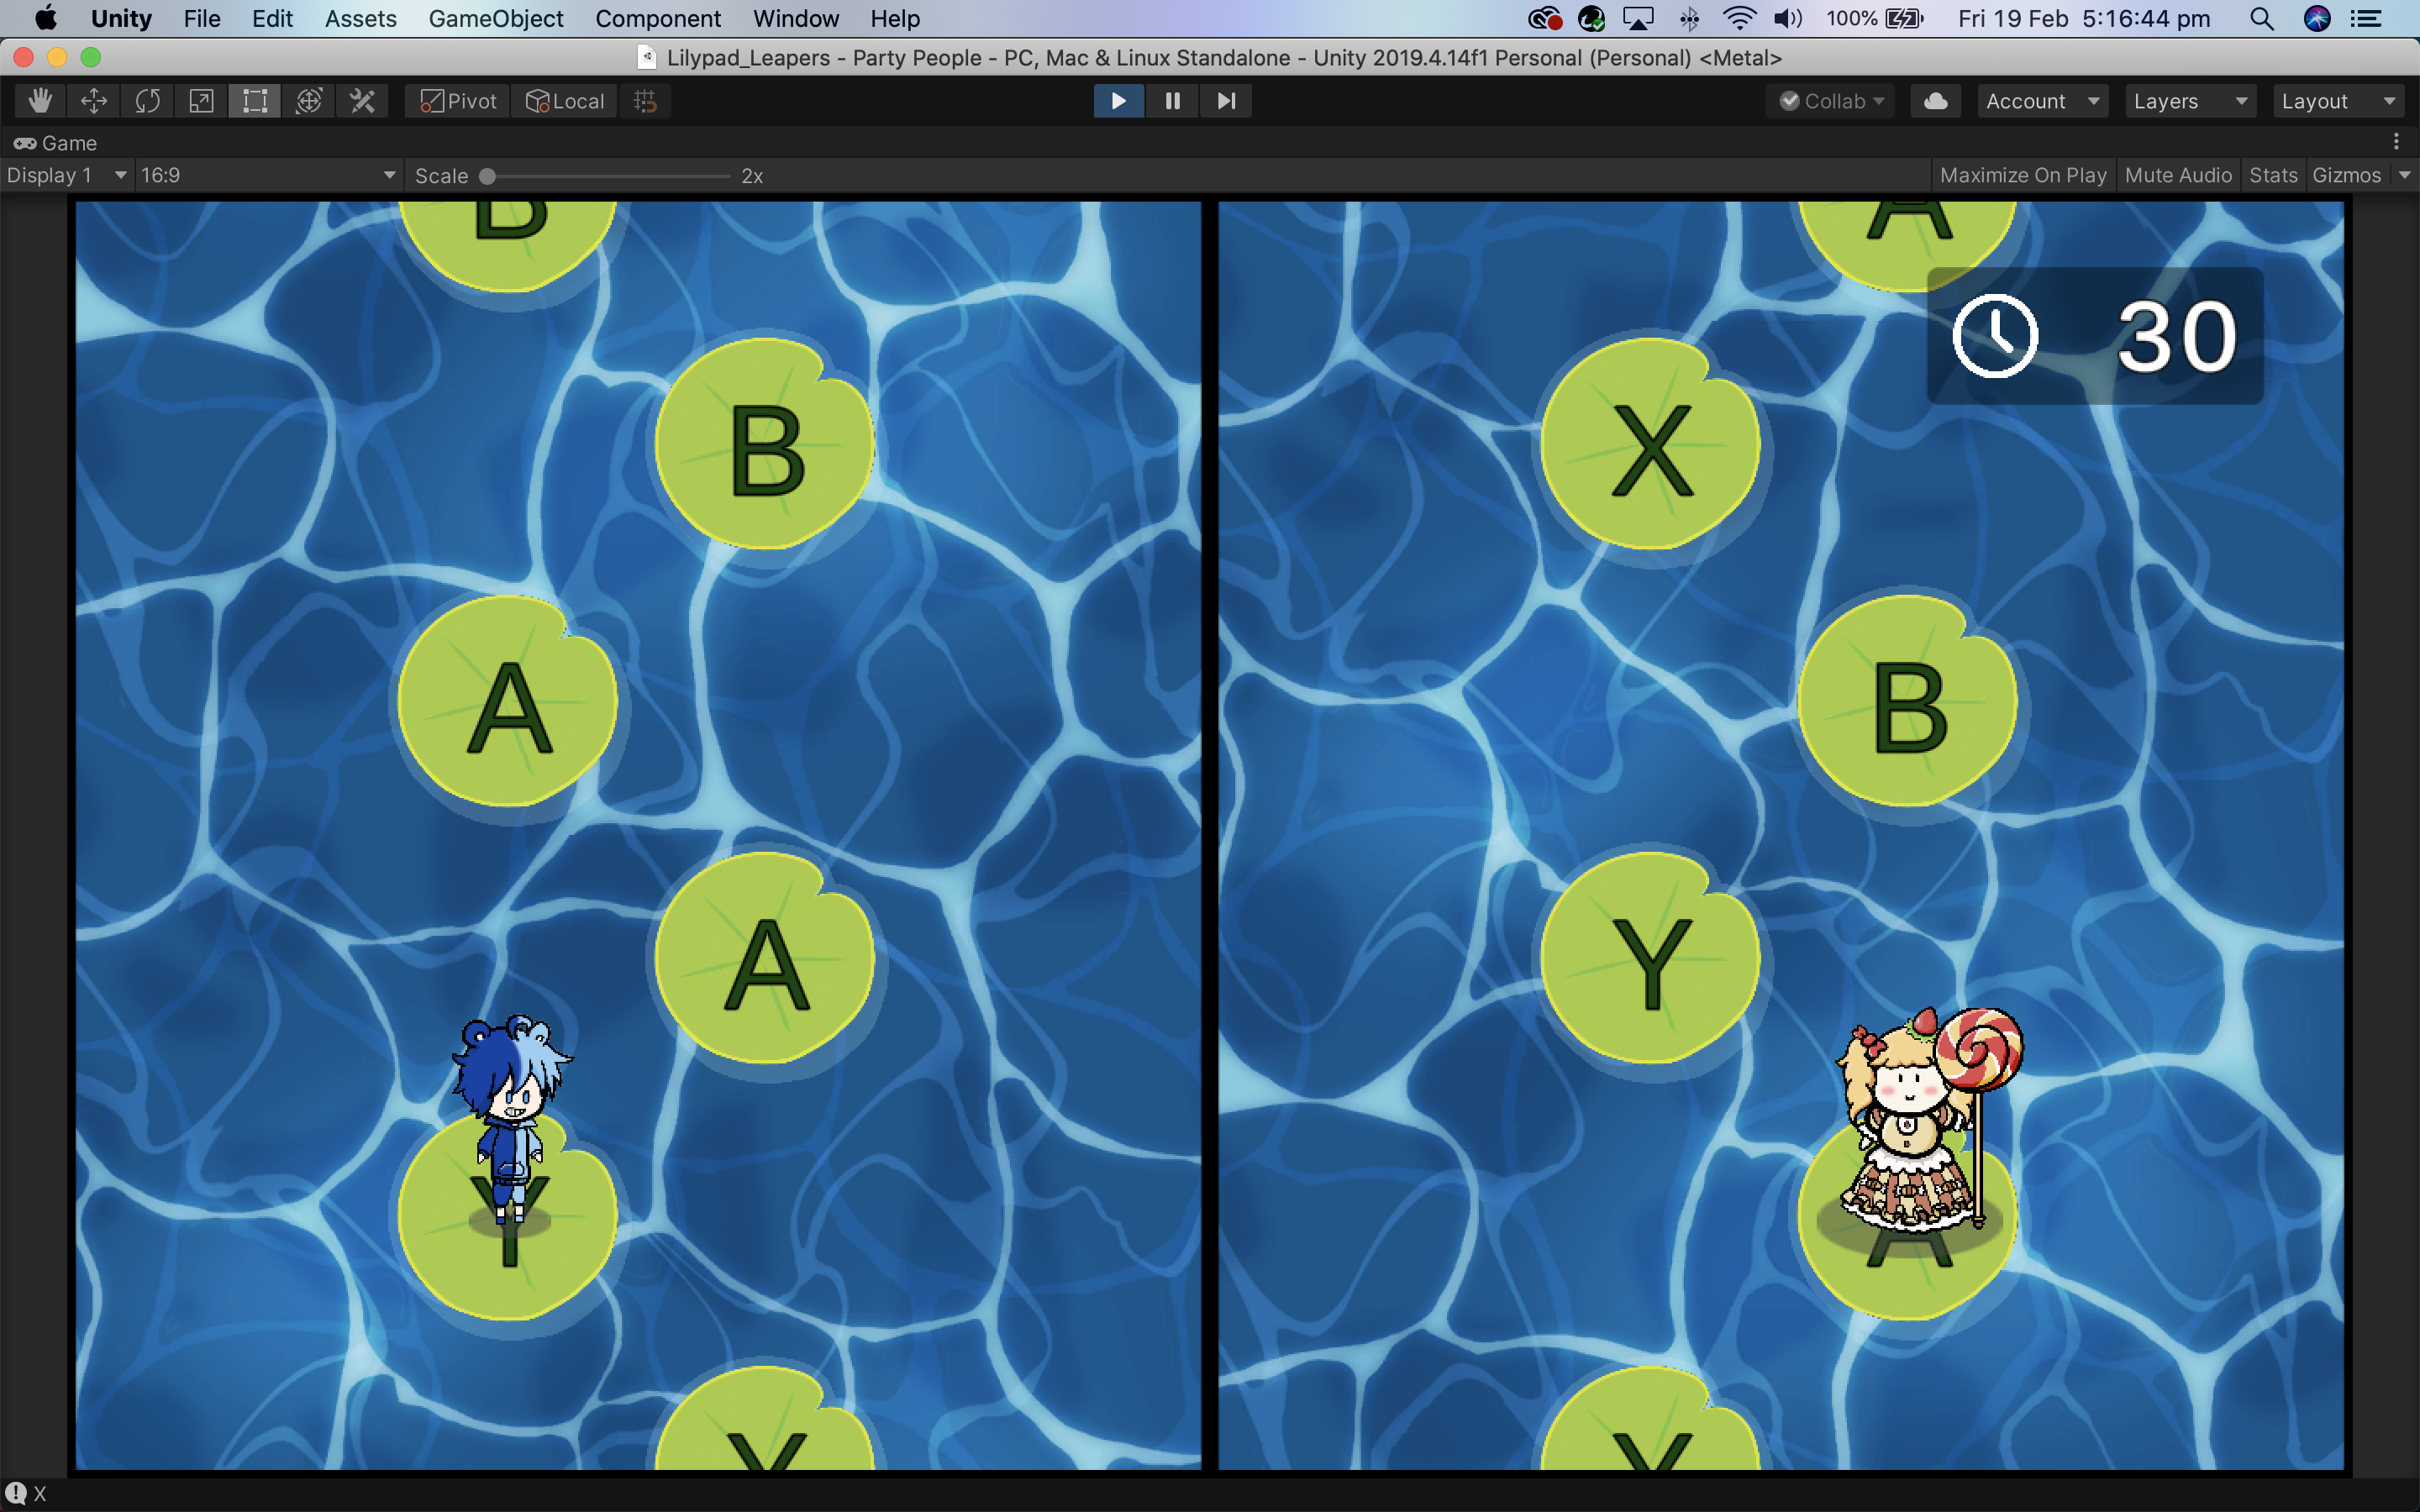 Unity File Edit Assets GameObject Component Window Help 100% Fri 19 Feb 5:16:44 pm
Lilypad_Leapers - Party People - PC, Mac & Linux Standalone - Unity 2019.4.14f1 Personal (Personal) <Metal>
Pivot Local Collab Account Layers Layout
Game
Display 1 16:9 Scale 2x Maximize On Play Mute Audio Stats Gizmos
B A
30
B X
A B
A Y
Y A
X